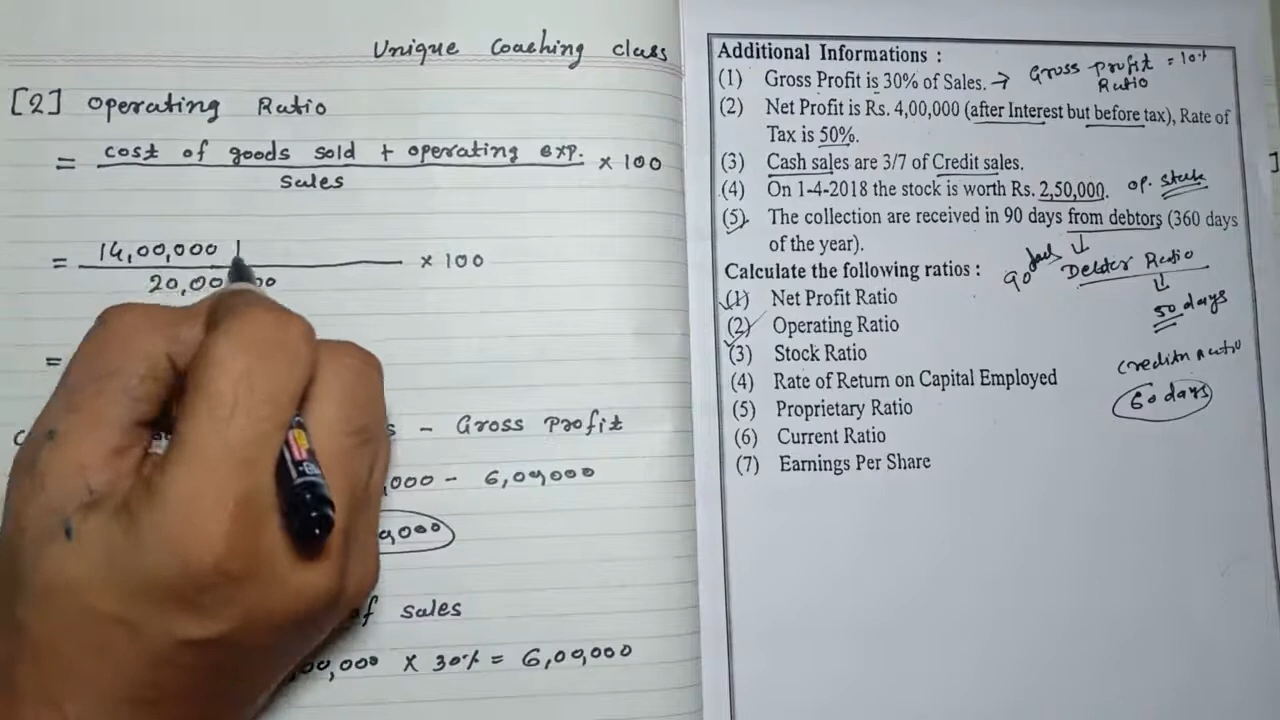 Unique Coaching Class
[2] Operating Ratio
= cost of goods sold + operating exp. × 100
sales
= 14,00,000 × 100
20,00
=
- Gross Profit
,000 - 6,00,000
of sales
00,000 × 30% = 6,00,000
Additional Informations :
(1) Gross Profit is 30% of Sales. → Gross Profit Ratio = 10%
(2) Net Profit is Rs. 4,00,000 (after Interest but before tax), Rate of
Tax is 50%.
(3) Cash sales are 3/7 of Credit sales.
(4) On 1-4-2018 the stock is worth Rs. 2,50,000. op. stock
(5) The collection are received in 90 days from debtors (360 days
of the year).
90 days Debtor Ratio
50 days
Calculate the following ratios :
(1) Net Profit Ratio
(2) Operating Ratio
(3) Stock Ratio
(4) Rate of Return on Capital Employed
(5) Proprietary Ratio
(6) Current Ratio
(7) Earnings Per Share
60 days